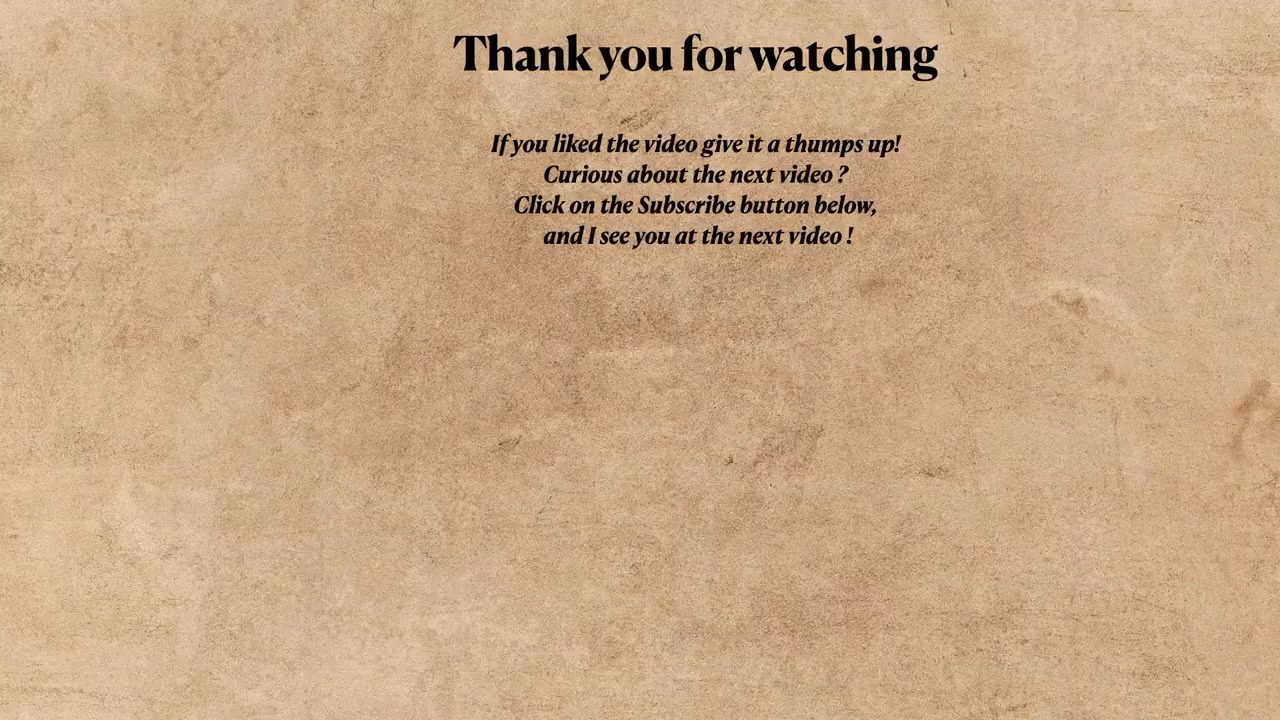 Thank you for watching
If you liked the video give it a thumps up!
Curious about the next video ?
Click on the Subscribe button below,
and I see you at the next video !